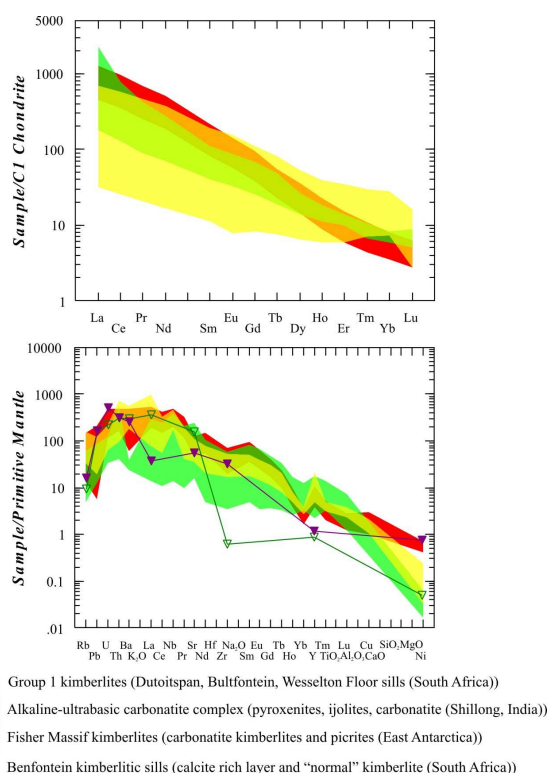 5000
1000
100
10
1
Sample/C1 Chondrite
La Ce Pr Nd Sm Eu Gd Tb Dy Ho Er Tm Yb Lu
10000
1000
100
10
1
0.1
.01
Sample/Primitive Mantle
Rb U Ba La Nb Sr Hf Na₂O Eu Tb Yb Tm Lu Cu SiO₂ MgO
Pb Th K₂O Ce Pr Nd Zr Sm Gd Ho Y TiO₂ Al₂O₃ CaO Ni
Group 1 kimberlites (Dutoitspan, Bultfontein, Wesselton Floor sills (South Africa))
Alkaline-ultrabasic carbonatite complex (pyroxenites, ijolites, carbonatite (Shillong, India))
Fisher Massif kimberlites (carbonatite kimberlites and picrites (East Antarctica))
Benfontein kimberlitic sills (calcite rich layer and “normal” kimberlite (South Africa))